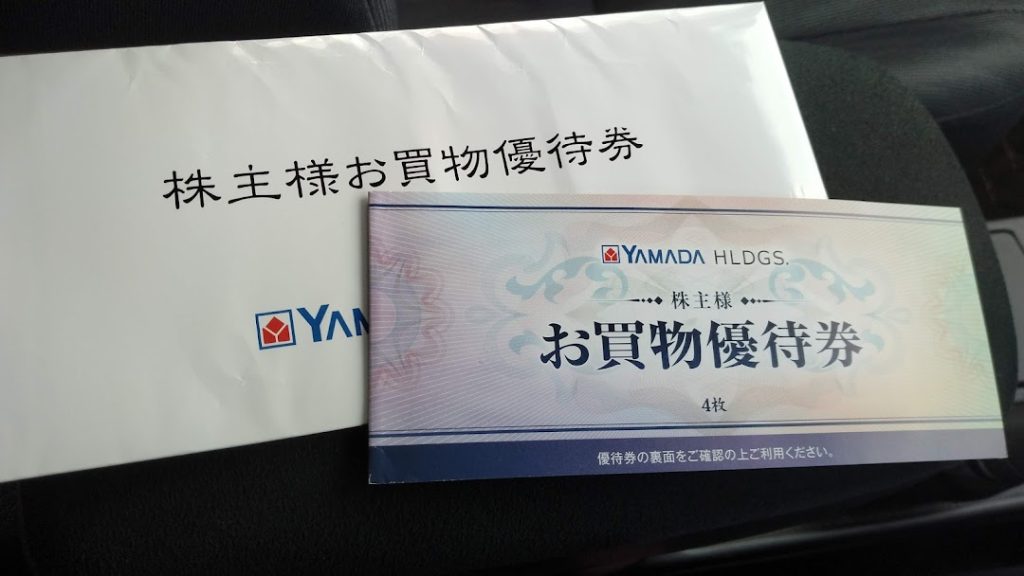 株主様お買物優待券
YAMADA HLDGS.
株主様
お買物優待券
4枚
優待券の裏面をご確認の上ご利用ください。